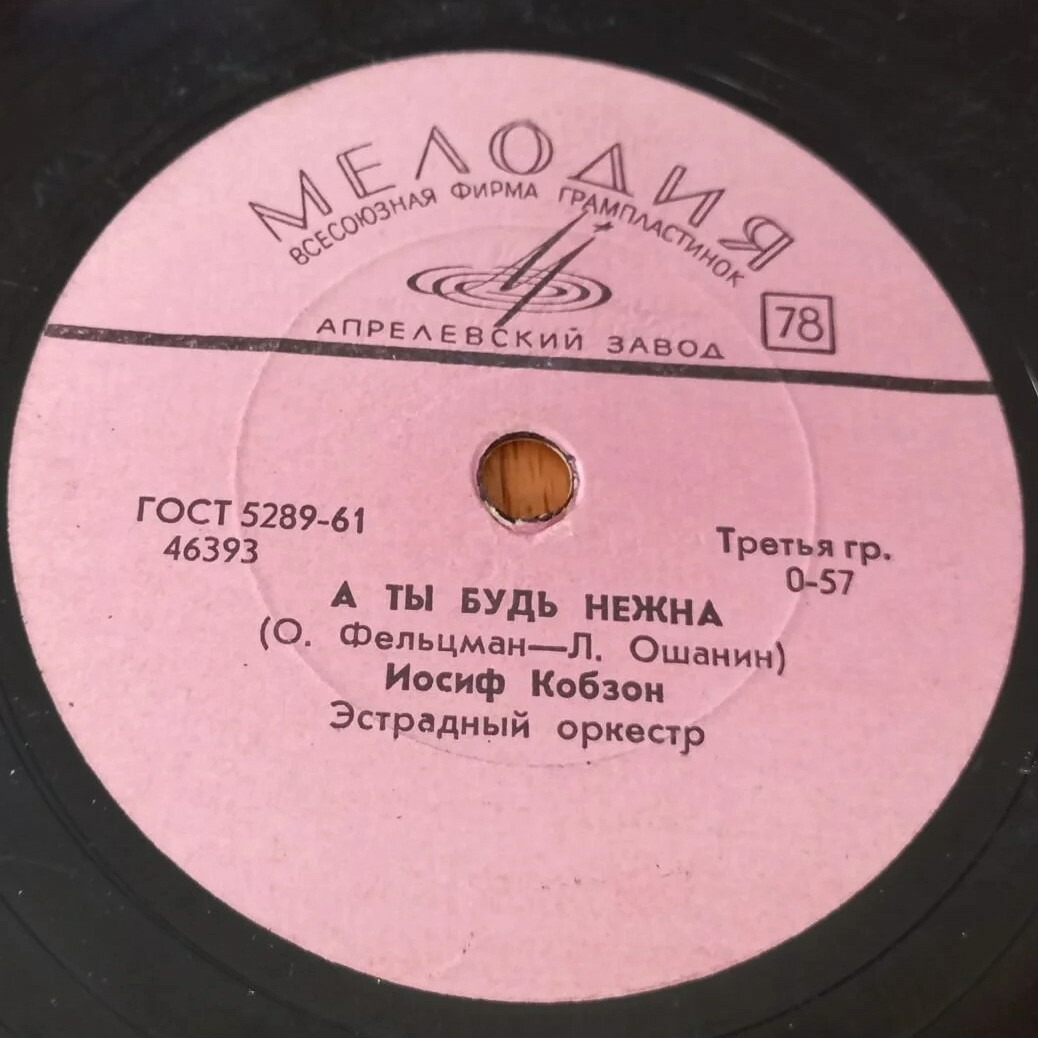 МЕЛОДИЯ
ВСЕСОЮЗНАЯ ФИРМА ГРАМПЛАСТИНОК
АПРЕЛЕВСКИЙ ЗАВОД
78
ГОСТ 5289-61
46393
Третья гр.
0-57
А ТЫ БУДЬ НЕЖНА
(О. Фельцман—Л. Ошанин)
Иосиф Кобзон
Эстрадный оркестр